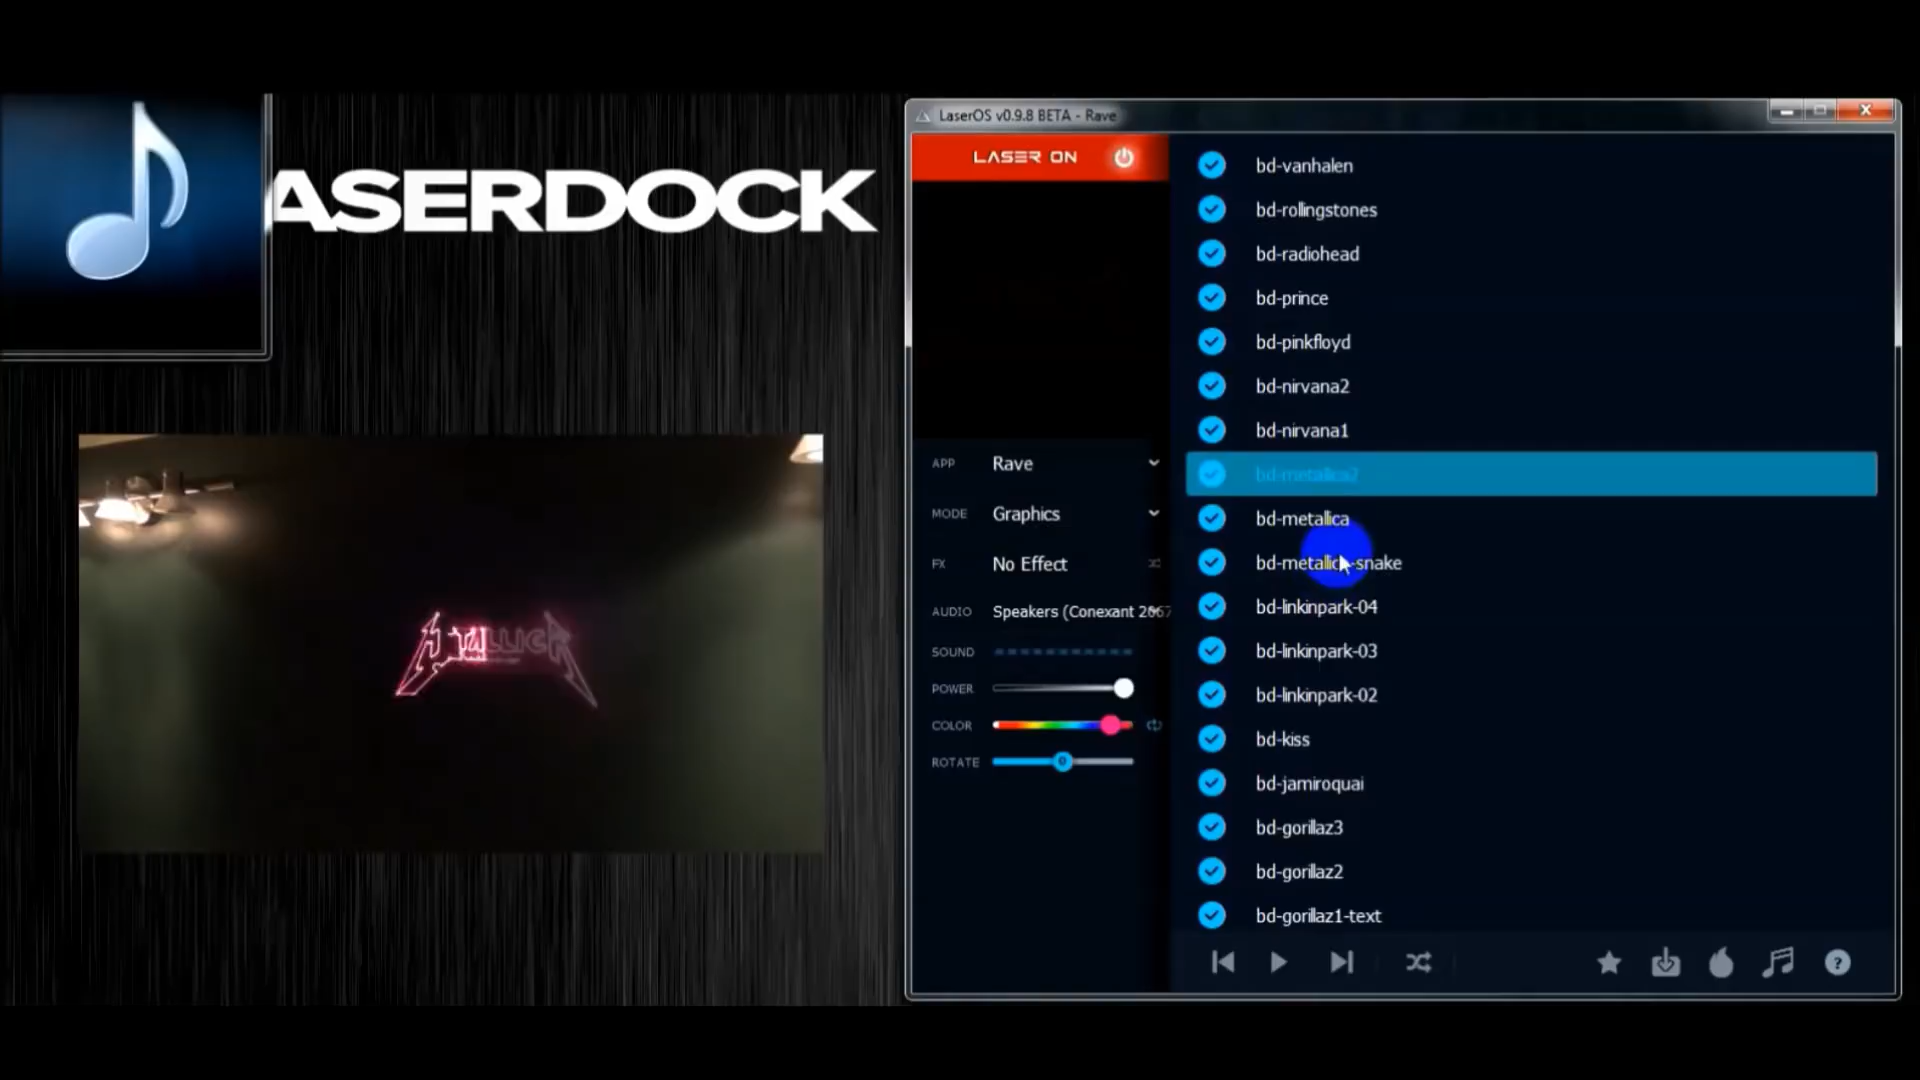 ASERDOCK
LaserOS v0.9.8 BETA - Rave
LASER ON
APP Rave
MODE Graphics
FX No Effect
AUDIO Speakers (Conexant
SOUND
POWER
COLOR
ROTATE
bd-vanhalen
bd-rollingstones
bd-radiohead
bd-prince
bd-pinkfloyd
bd-nirvana2
bd-nirvana1
bd-metallica2
bd-metallica
bd-metallica-snake
bd-linkinpark-04
bd-linkinpark-03
bd-linkinpark-02
bd-kiss
bd-jamiroquai
bd-gorillaz3
bd-gorillaz2
bd-gorillaz1-text
?